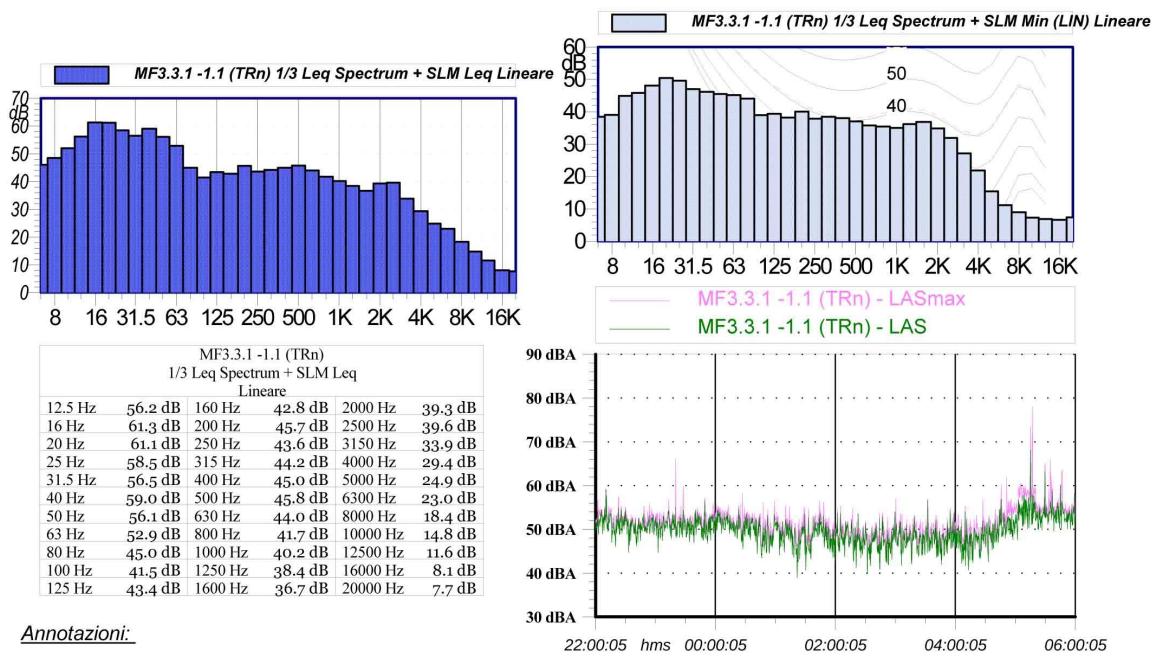 MF3.3.1 -1.1 (TRn) 1/3 Leq Spectrum + SLM Leq Lineare
70
dB
60
50
40
30
20
10
0
8 16 31.5 63 125 250 500 1K 2K 4K 8K 16K
MF3.3.1 -1.1 (TRn) 1/3 Leq Spectrum + SLM Min (LIN) Lineare
60
dB
50
40
30
20
10
0
50
40
8 16 31.5 63 125 250 500 1K 2K 4K 8K 16K
MF3.3.1 -1.1 (TRn)
1/3 Leq Spectrum + SLM Leq
Lineare
12.5 Hz 56.2 dB 160 Hz 42.8 dB 2000 Hz 39.3 dB
16 Hz 61.3 dB 200 Hz 45.7 dB 2500 Hz 39.6 dB
20 Hz 61.1 dB 250 Hz 43.6 dB 3150 Hz 33.9 dB
25 Hz 58.5 dB 315 Hz 44.2 dB 4000 Hz 29.4 dB
31.5 Hz 56.5 dB 400 Hz 45.0 dB 5000 Hz 24.9 dB
40 Hz 59.0 dB 500 Hz 45.8 dB 6300 Hz 23.0 dB
50 Hz 56.1 dB 630 Hz 44.0 dB 8000 Hz 18.4 dB
63 Hz 52.9 dB 800 Hz 41.7 dB 10000 Hz 14.8 dB
80 Hz 45.0 dB 1000 Hz 40.2 dB 12500 Hz 11.6 dB
100 Hz 41.5 dB 1250 Hz 38.4 dB 16000 Hz 8.1 dB
125 Hz 43.4 dB 1600 Hz 36.7 dB 20000 Hz 7.7 dB
MF3.3.1 -1.1 (TRn) - LASmax
MF3.3.1 -1.1 (TRn) - LAS
90 dBA
80 dBA
70 dBA
60 dBA
50 dBA
40 dBA
30 dBA
22:00:05 hms 00:00:05 02:00:05 04:00:05 06:00:05
Annotazioni: